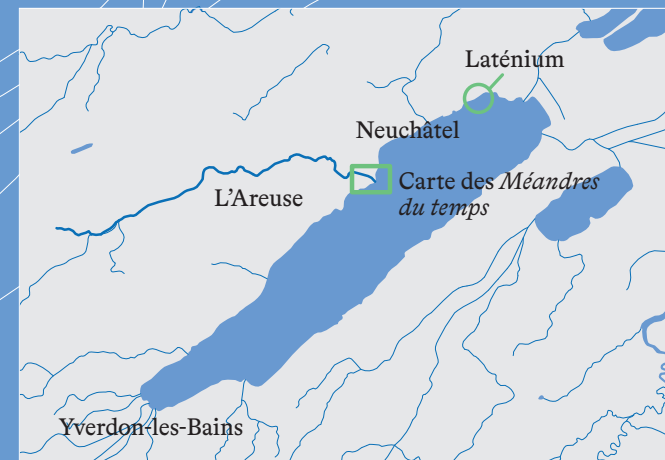 Laténium
Neuchâtel
Carte des Méandres
du temps
L'Areuse
Yverdon-les-Bains